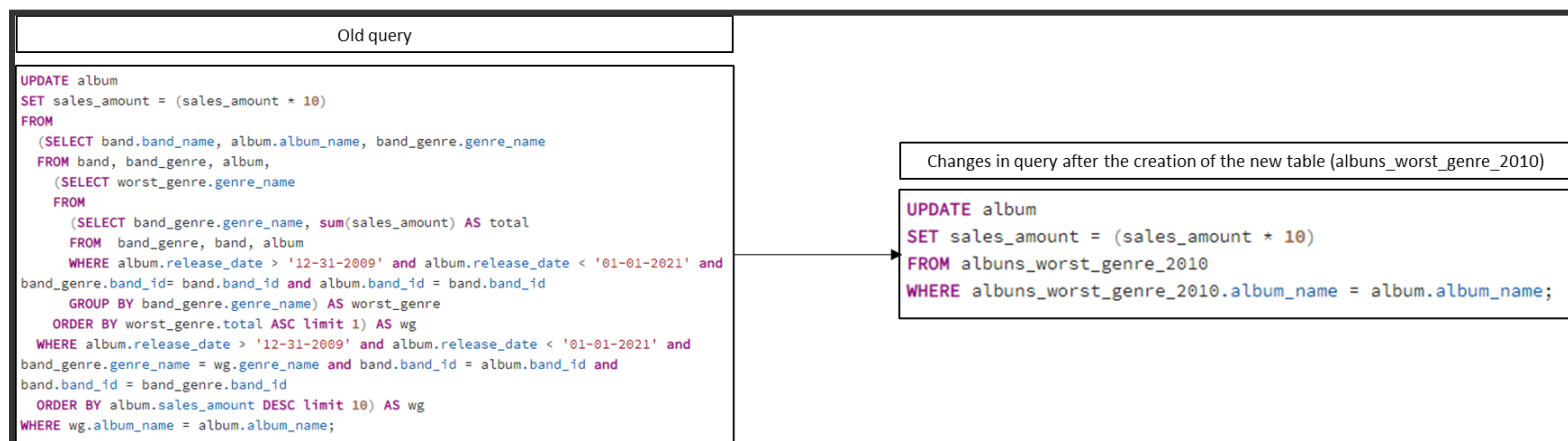 Old query
UPDATE album
SET sales_amount = (sales_amount * 10)
FROM
(SELECT band.band_name, album.album_name, band_genre.genre_name
FROM band, band_genre, album,
(SELECT worst_genre.genre_name
FROM
(SELECT band_genre.genre_name, sum(sales_amount) AS total
FROM band_genre, band, album
WHERE album.release_date > '12-31-2009' and album.release_date < '01-01-2021' and
band_genre.band_id= band.band_id and album.band_id = band.band_id
GROUP BY band_genre.genre_name) AS worst_genre
ORDER BY worst_genre.total ASC limit 1) AS wg
WHERE album.release_date > '12-31-2009' and album.release_date < '01-01-2021' and
band_genre.genre_name = wg.genre_name and band.band_id = album.band_id and
band.band_id = band_genre.band_id
ORDER BY album.sales_amount DESC limit 10) AS wg
WHERE wg.album_name = album.album_name;
Changes in query after the creation of the new table (albuns_worst_genre_2010)
UPDATE album
SET sales_amount = (sales_amount * 10)
FROM albuns_worst_genre_2010
WHERE albuns_worst_genre_2010.album_name = album.album_name;